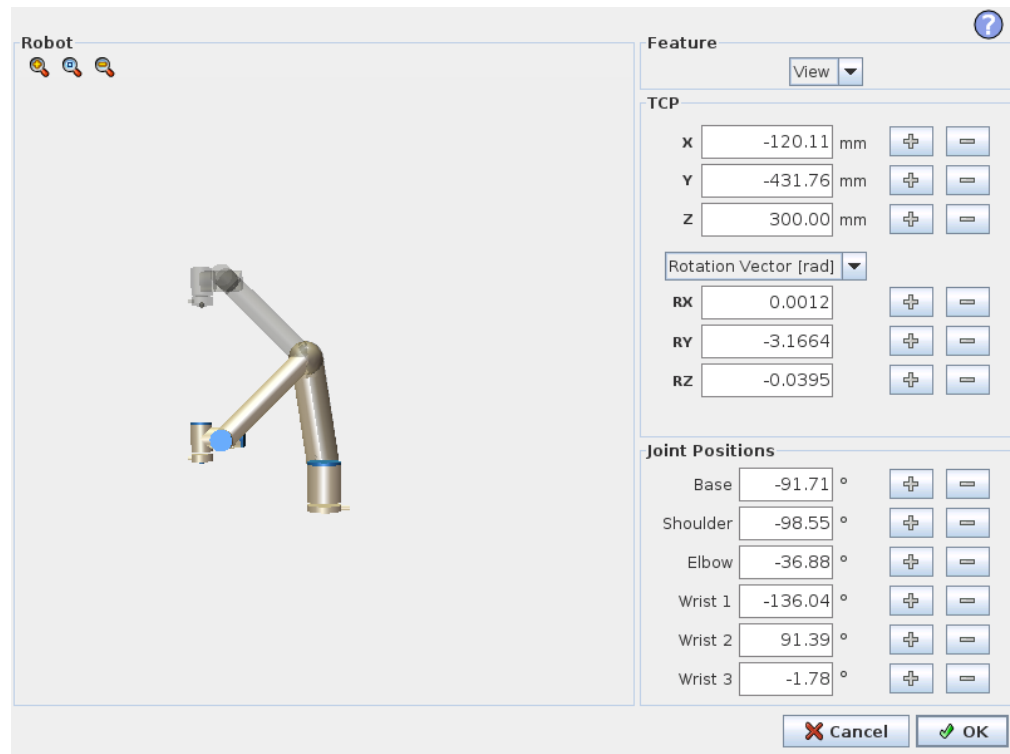 Robot
Feature
View
TCP
X -120.11 mm
Y -431.76 mm
Z 300.00 mm
Rotation Vector [rad]
RX 0.0012
RY -3.1664
RZ -0.0395
Joint Positions
Base -91.71 °
Shoulder -98.55 °
Elbow -36.88 °
Wrist 1 -136.04 °
Wrist 2 91.39 °
Wrist 3 -1.78 °
Cancel OK